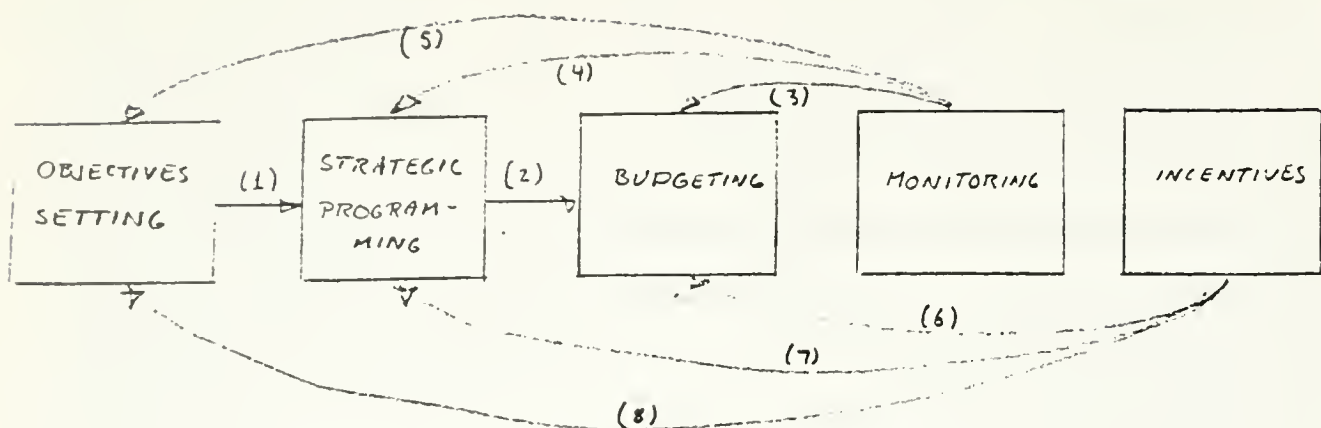 (5)
(4)
(3)
OBJECTIVES
SETTING
(1)
STRATEGIC
PROGRAM-
MING
(2)
BUDGETING
MONITORING
INCENTIVES
(6)
(7)
(8)